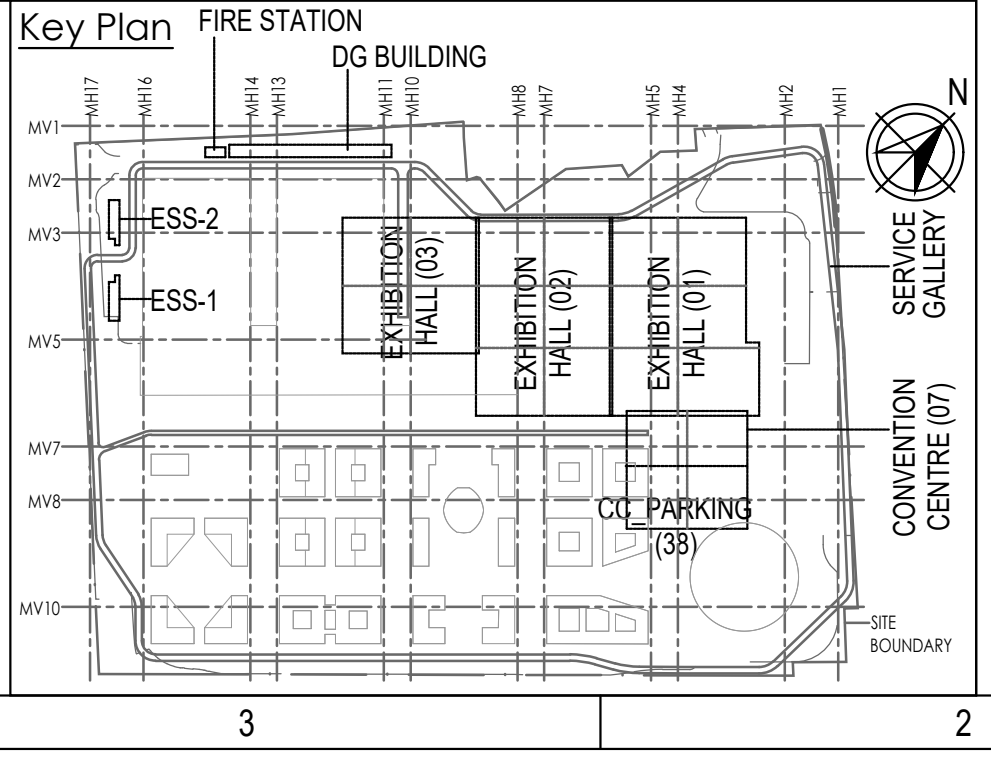 Key Plan
FIRE STATION
DG BUILDING
N
MH17
MH16
MH14
MH13
MH11
MH10
MH8
MH7
MH5
MH4
MH2
MH1
MV1
MV2
MV3
MV5
MV7
MV8
MV10
ESS-2
ESS-1
EXHIBITION
HALL (03)
EXHIBITION
HALL (02)
EXHIBITION
HALL (01)
SERVICE
GALLERY
CONVENTION
CENTRE (07)
CC_PARKING
(38)
SITE
BOUNDARY
3
2